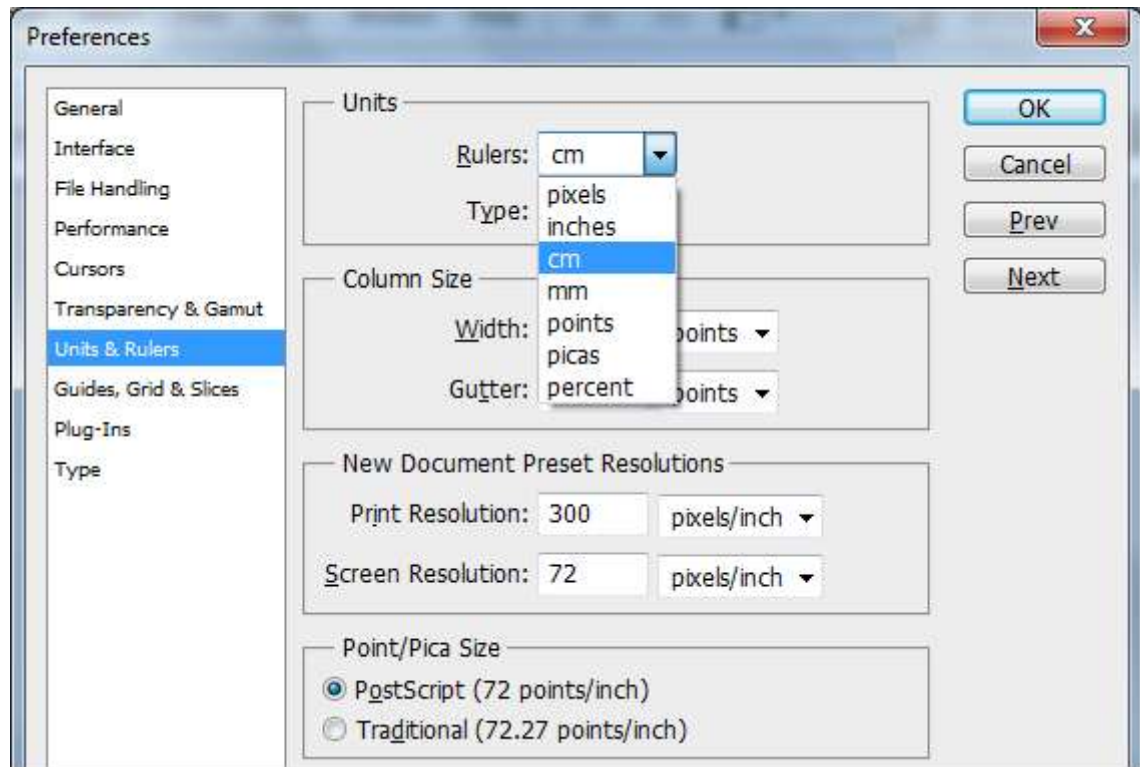 Preferences
General
Interface
File Handling
Performance
Cursors
Transparency & Gamut
Units & Rulers
Guides, Grid & Slices
Plug-Ins
Type
Units
Rulers: cm
Type:
pixels
inches
cm
mm
points
picas
percent
Column Size
Width: points
Gutter: points
New Document Preset Resolutions
Print Resolution: 300 pixels/inch
Screen Resolution: 72 pixels/inch
Point/Pica Size
PostScript (72 points/inch)
Traditional (72.27 points/inch)
OK
Cancel
Prev
Next